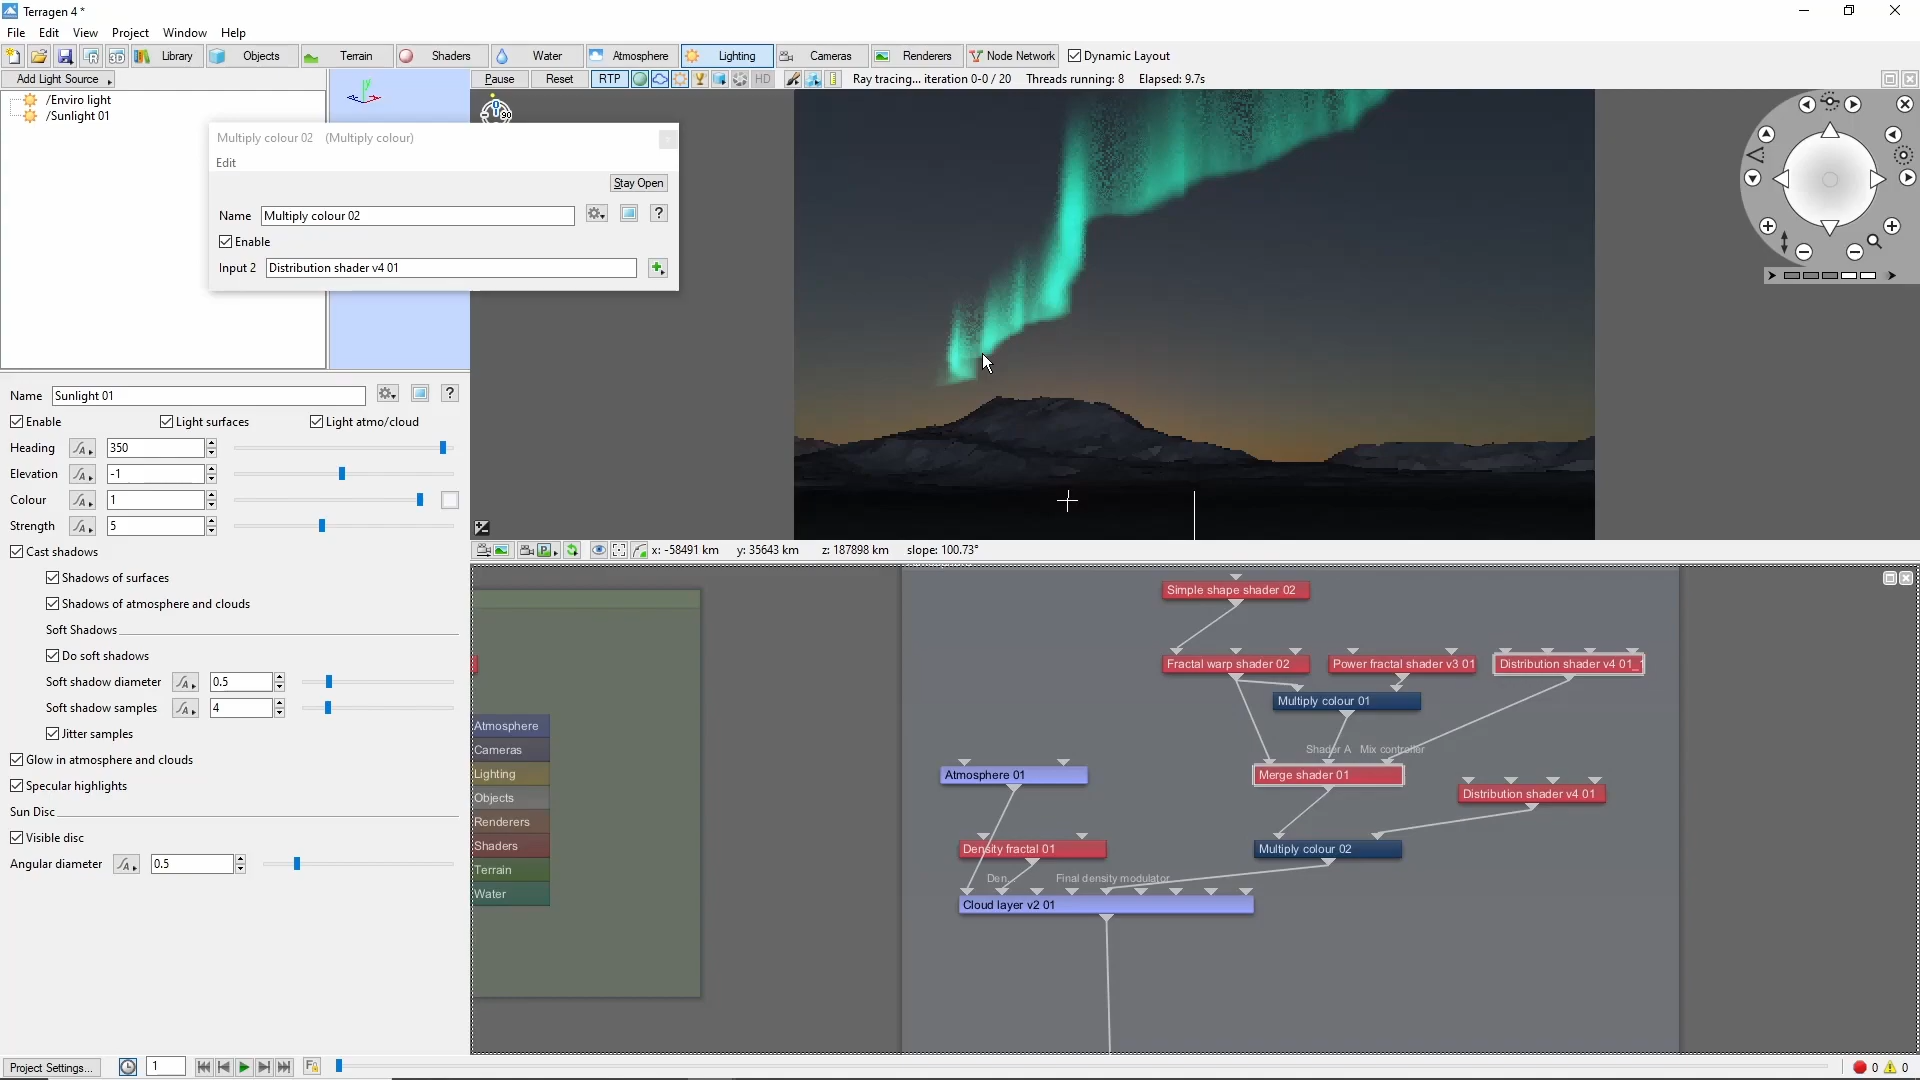 Terragen 4 *
File Edit View Project Window Help
Library Objects Terrain Shaders Water Atmosphere Lighting Cameras Renderers Node Network Dynamic Layout
Add Light Source Pause Reset RTP HD Ray tracing... iteration 0-0 / 20 Threads running: 8 Elapsed: 9.7s
/Enviro light
/Sunlight 01
y
90
Multiply colour 02 (Multiply colour)
Edit
Stay Open
Name Multiply colour 02 ?
Enable
Input 2 Distribution shader v4 01
Name Sunlight 01 ?
Enable Light surfaces Light atmo/cloud
Heading 350
Elevation -1
Colour 1
Strength 5
Cast shadows
Shadows of surfaces
Shadows of atmosphere and clouds
Soft Shadows
Do soft shadows
Soft shadow diameter 0.5
Soft shadow samples 4
Jitter samples
Glow in atmosphere and clouds
Specular highlights
Sun Disc
Visible disc
Angular diameter 0.5
x: -58491 km y: 35643 km z: 187898 km slope: 100.73°
Simple shape shader 02
Fractal warp shader 02 Power fractal shader v3 01 Distribution shader v4 01_
Multiply colour 01
Shader A Mix controller
Atmosphere 01 Merge shader 01
Distribution shader v4 01
Density fractal 01 Multiply colour 02
Den... Final density modulator
Cloud layer v2 01
Atmosphere
Cameras
Lighting
Objects
Renderers
Shaders
Terrain
Water
Project Settings... 1 0 0